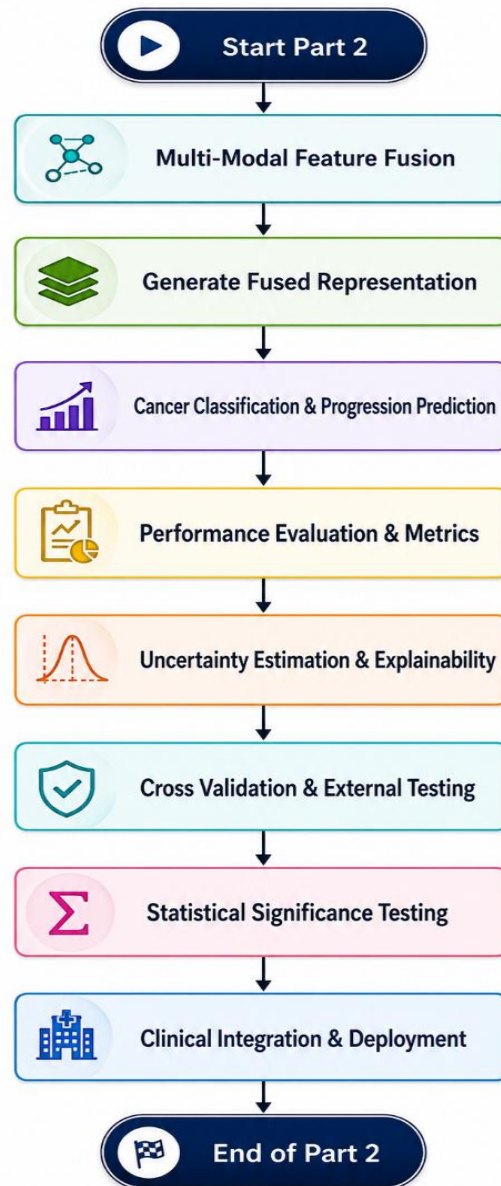 Start Part 2
Multi-Modal Feature Fusion
Generate Fused Representation
Cancer Classification & Progression Prediction
Performance Evaluation & Metrics
Uncertainty Estimation & Explainability
Cross Validation & External Testing
Σ Statistical Significance Testing
Clinical Integration & Deployment
End of Part 2